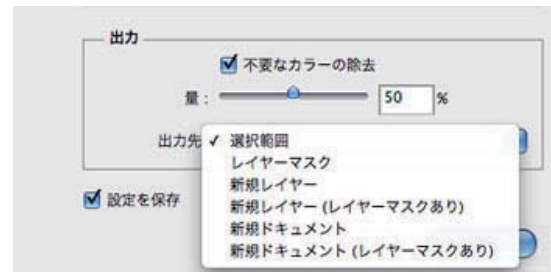 出力
不要なカラーの除去
量: 50 %
出力先 ✓ 選択範囲
レイヤーマスク
新規レイヤー
新規レイヤー (レイヤーマスクあり)
新規ドキュメント
新規ドキュメント (レイヤーマスクあり)
設定を保存